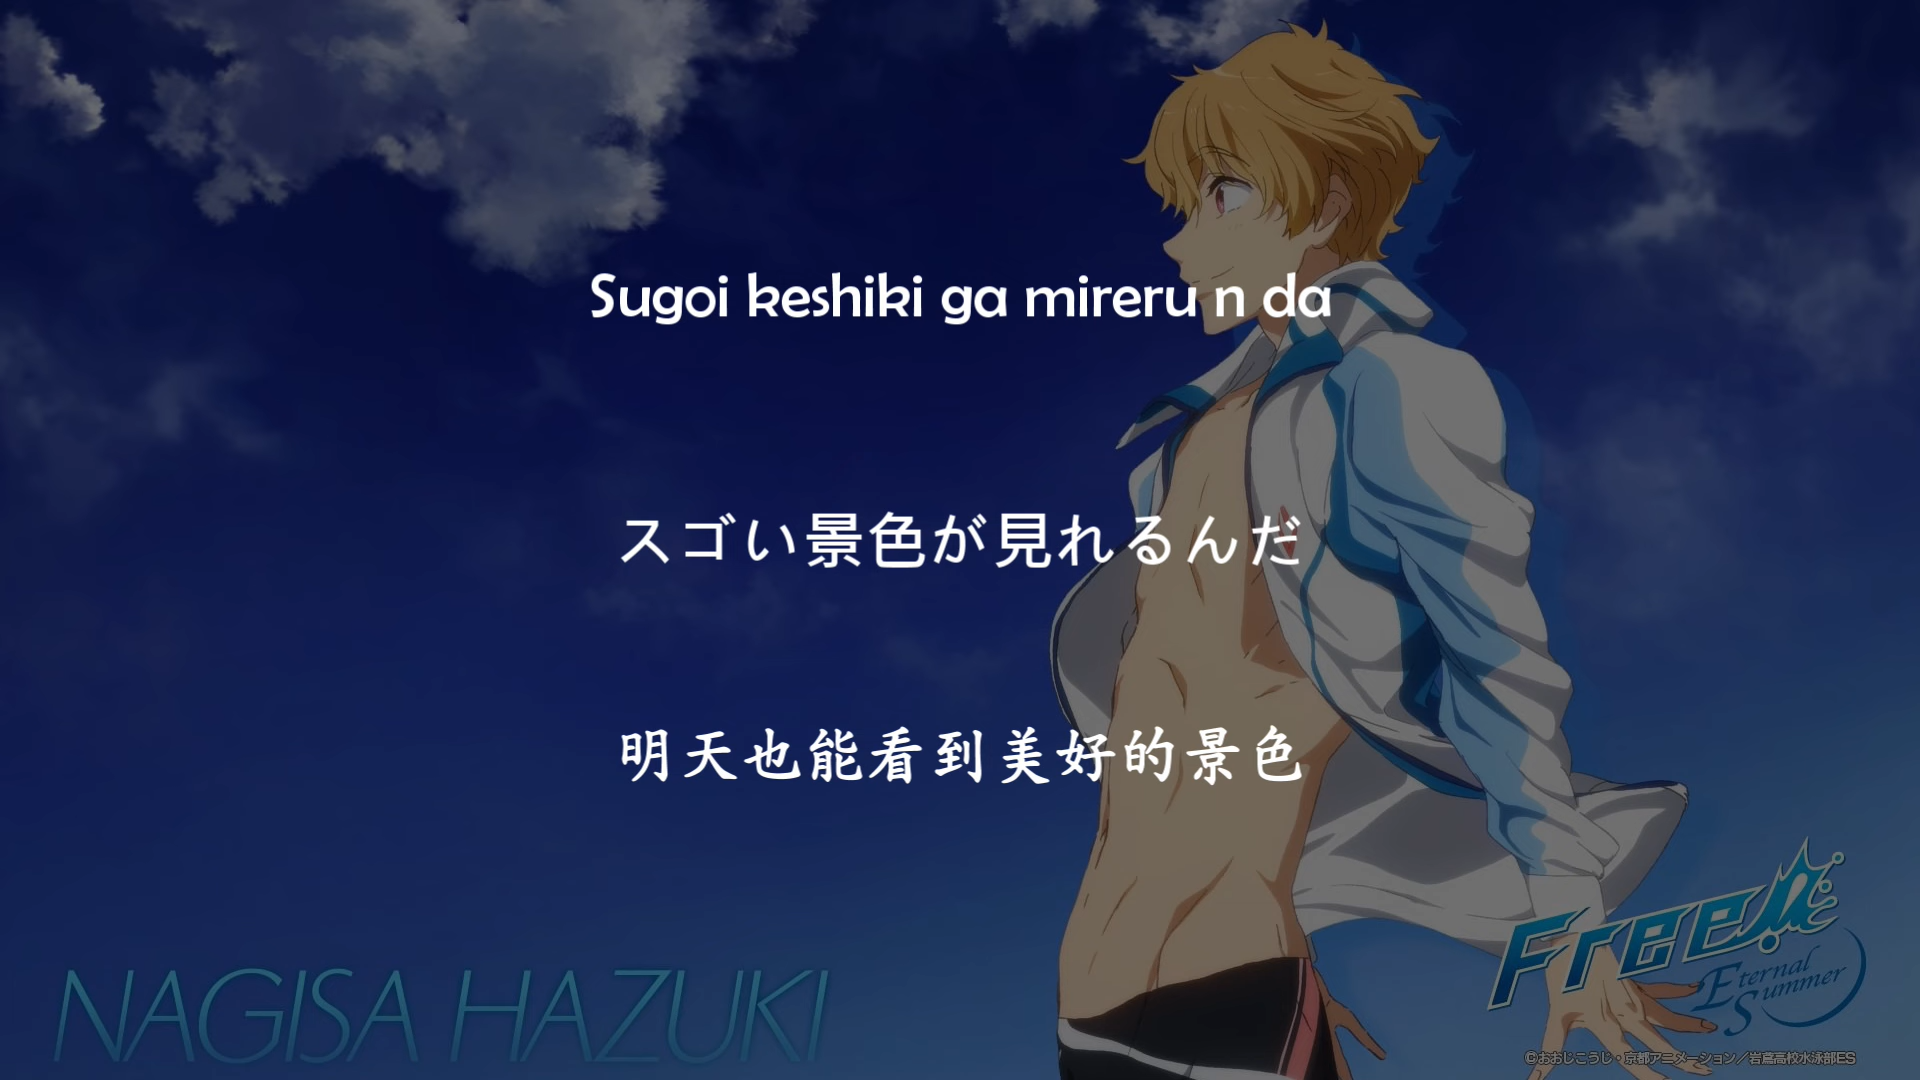 Sugoi keshiki ga mireru n da
スゴい景色が見れるんだ
明天也能看到美好的景色
NAGISA HAZUKI
Free!
Eternal
Summer
©おおじこうじ・京都アニメーション／岩鳶高校水泳部ES